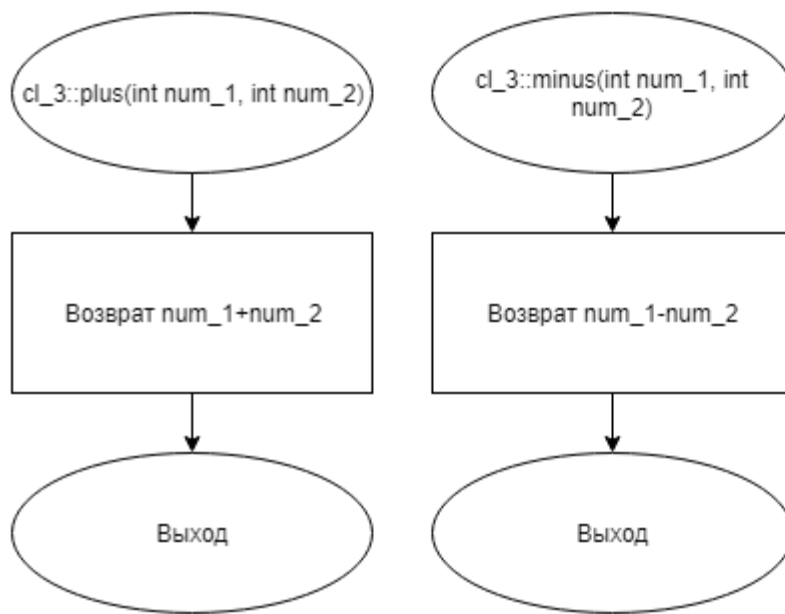 cl_3::plus(int num_1, int num_2)
Возврат num_1+num_2
Выход
cl_3::minus(int num_1, int
num_2)
Возврат num_1-num_2
Выход